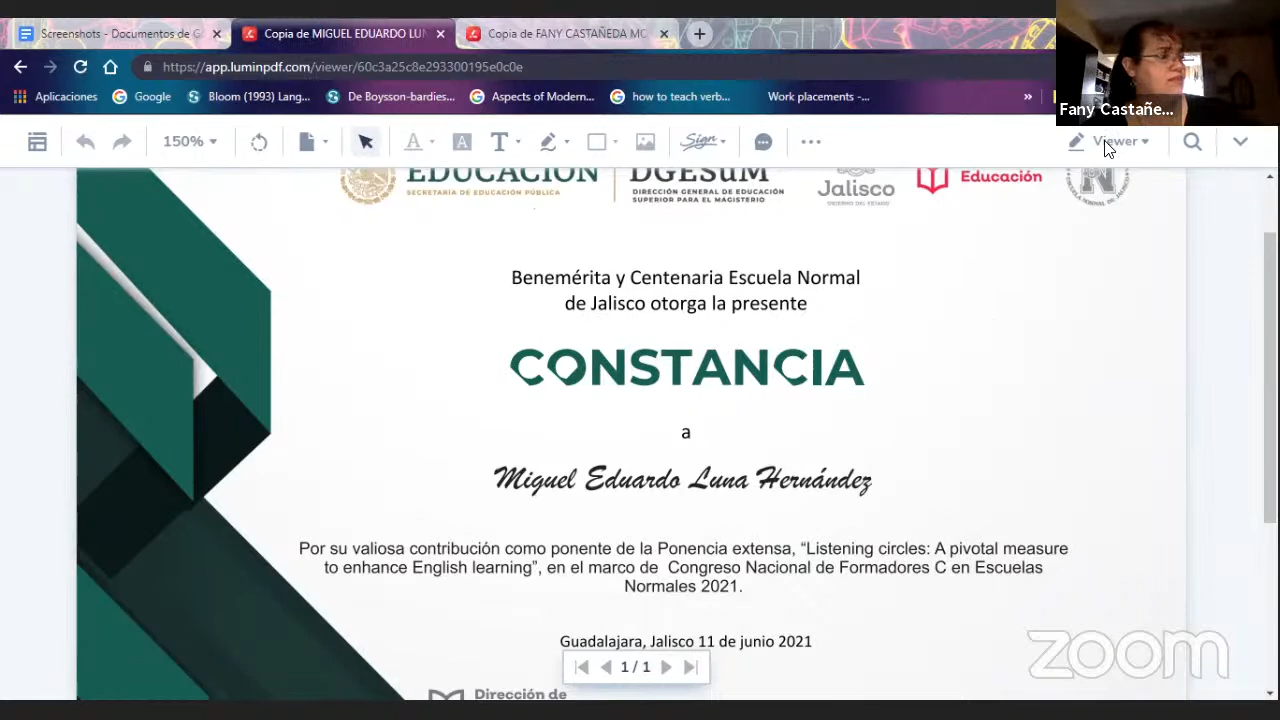 Screenshots - Documentos de G
Copia de MIGUEL EDUARDO LUN
Copia de FANY CASTAÑEDA MO
https://app.luminpdf.com/viewer/60c3a25c8e293300195e0c0e
Aplicaciones
Google
Bloom (1993) Lang...
De Boysson-bardies...
Aspects of Modern...
how to teach verb...
Work placements -...
»
Fany Castañe...
150%
A
A
T
Sign
Viewer
EDUCACIÓN
SECRETARÍA DE EDUCACIÓN PÚBLICA
DGESuM
DIRECCIÓN GENERAL DE EDUCACIÓN
SUPERIOR PARA EL MAGISTERIO
Jalisco
GOBIERNO DEL ESTADO
Educación
N
Benemérita y Centenaria Escuela Normal
de Jalisco otorga la presente
CONSTANCIA
a
Miguel Eduardo Luna Hernández
Por su valiosa contribución como ponente de la Ponencia extensa, “Listening circles: A pivotal measure
to enhance English learning”, en el marco de Congreso Nacional de Formadores C en Escuelas
Normales 2021.
Guadalajara, Jalisco 11 de junio 2021
1 / 1
Dirección de
zoom